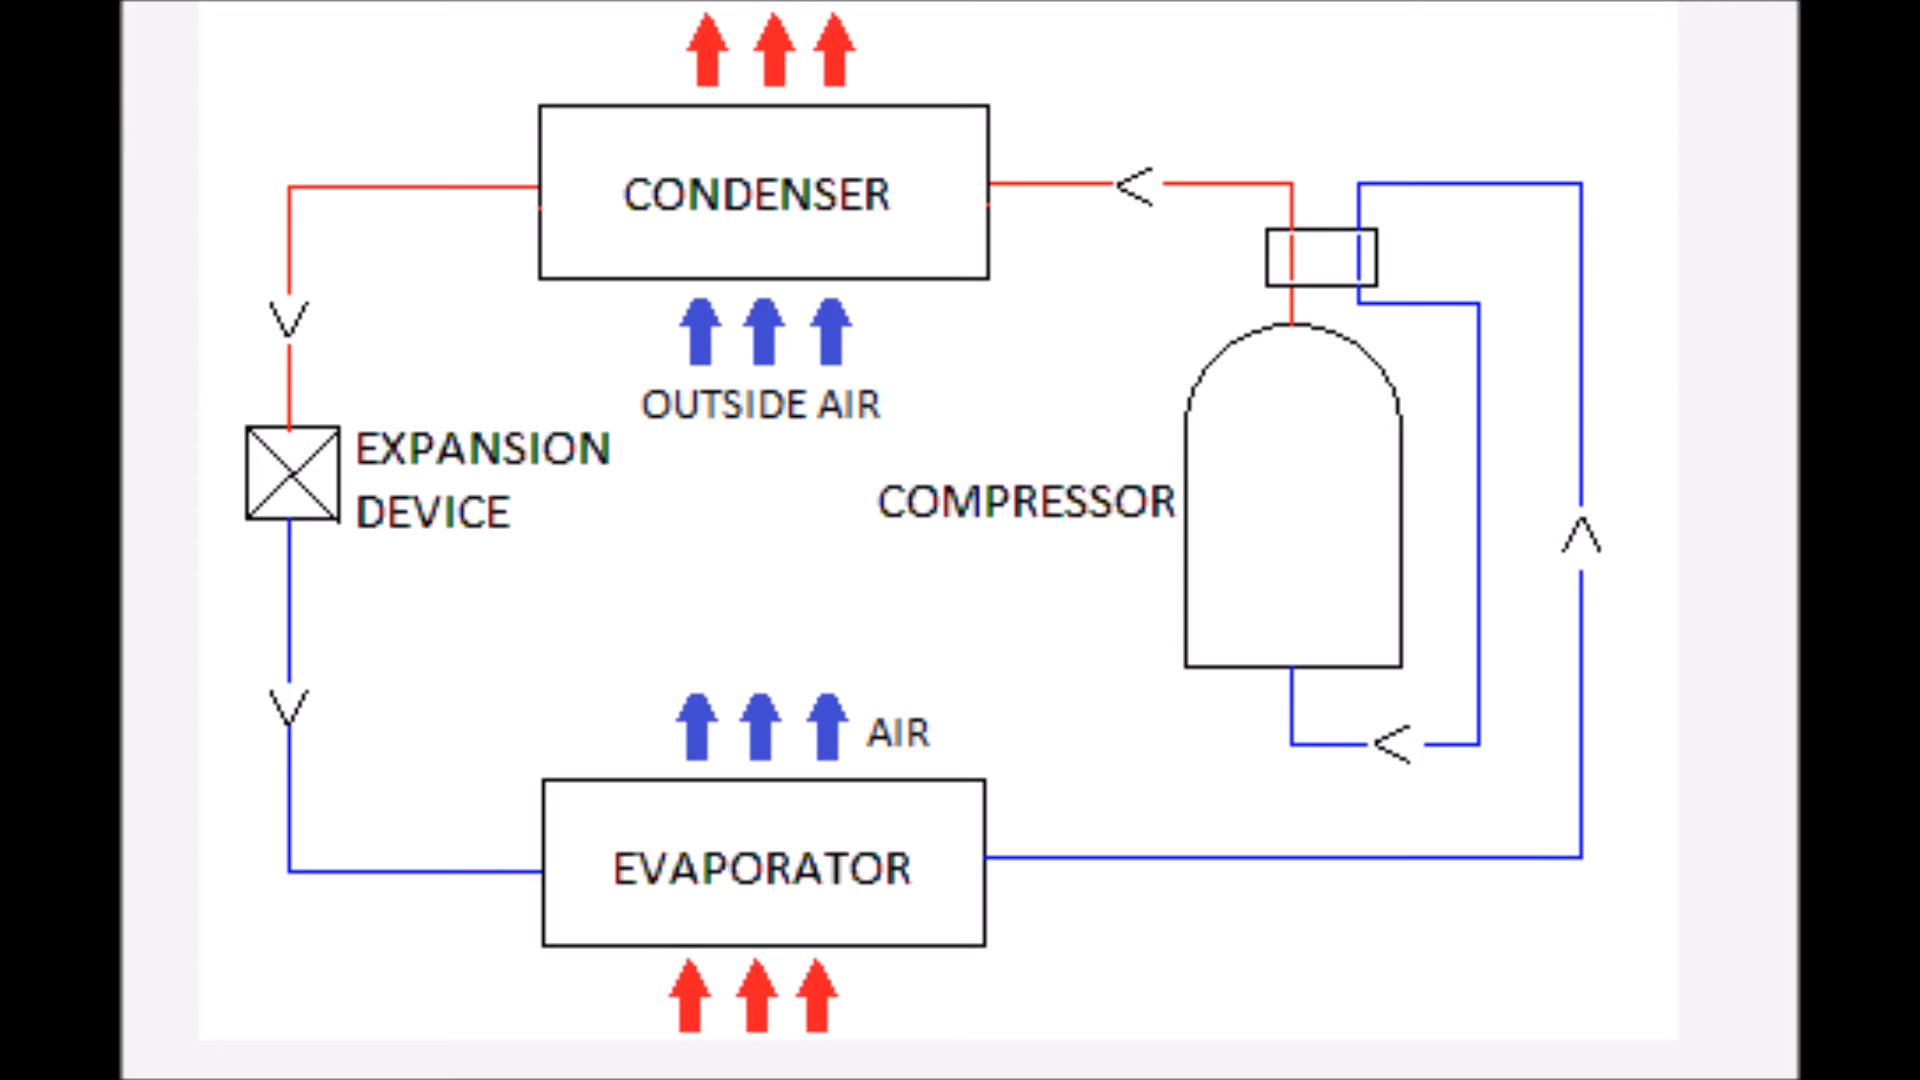 CONDENSER
OUTSIDE AIR
EXPANSION
DEVICE
COMPRESSOR
AIR
EVAPORATOR